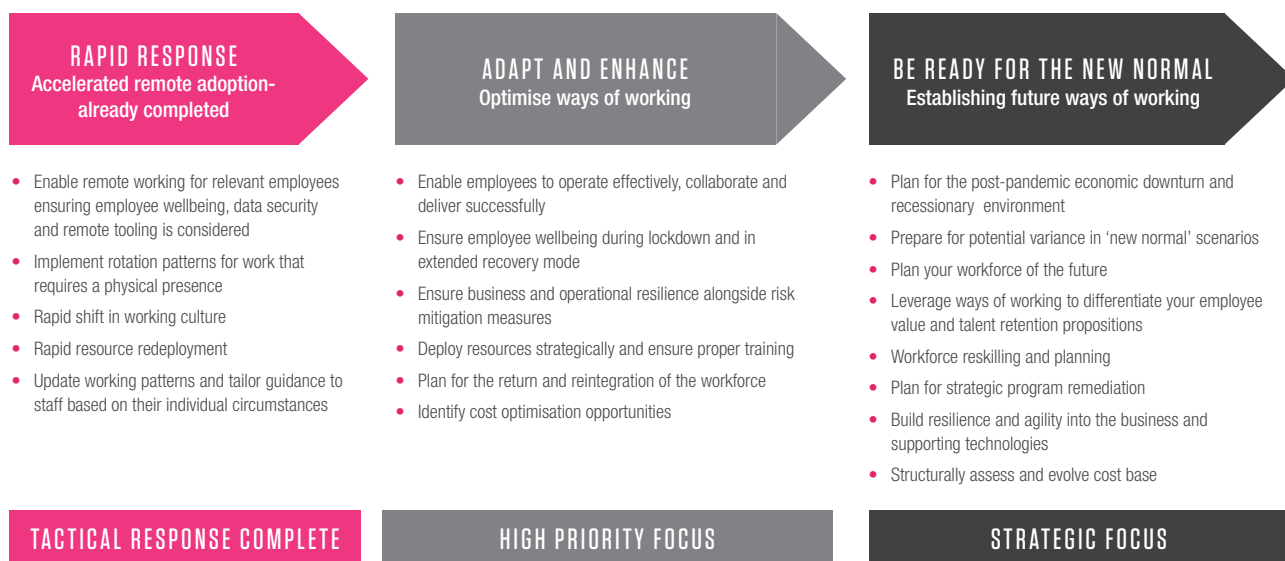 RAPID RESPONSE
Accelerated remote adoption-
already completed
• Enable remote working for relevant employees
ensuring employee wellbeing, data security
and remote tooling is considered
• Implement rotation patterns for work that
requires a physical presence
• Rapid shift in working culture
• Rapid resource redeployment
• Update working patterns and tailor guidance to
staff based on their individual circumstances
TACTICAL RESPONSE COMPLETE
ADAPT AND ENHANCE
Optimise ways of working
• Enable employees to operate effectively, collaborate and
deliver successfully
• Ensure employee wellbeing during lockdown and in
extended recovery mode
• Ensure business and operational resilience alongside risk
mitigation measures
• Deploy resources strategically and ensure proper training
• Plan for the return and reintegration of the workforce
• Identify cost optimisation opportunities
HIGH PRIORITY FOCUS
BE READY FOR THE NEW NORMAL
Establishing future ways of working
• Plan for the post-pandemic economic downturn and
recessionary environment
• Prepare for potential variance in ‘new normal’ scenarios
• Plan your workforce of the future
• Leverage ways of working to differentiate your employee
value and talent retention propositions
• Workforce reskilling and planning
• Plan for strategic program remediation
• Build resilience and agility into the business and
supporting technologies
• Structurally assess and evolve cost base
STRATEGIC FOCUS